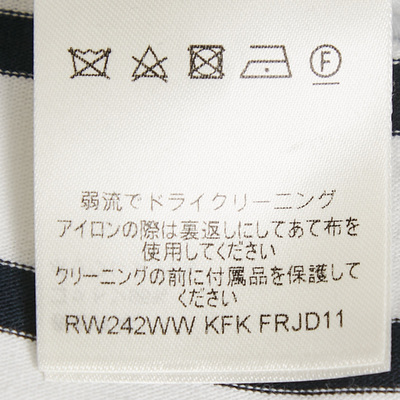 F
弱流でドライクリーニング
アイロンの際は裏返しにしてあて布を
使用してください
クリーニングの前に付属品を保護して
ください
RW242WW KFK FRJD11